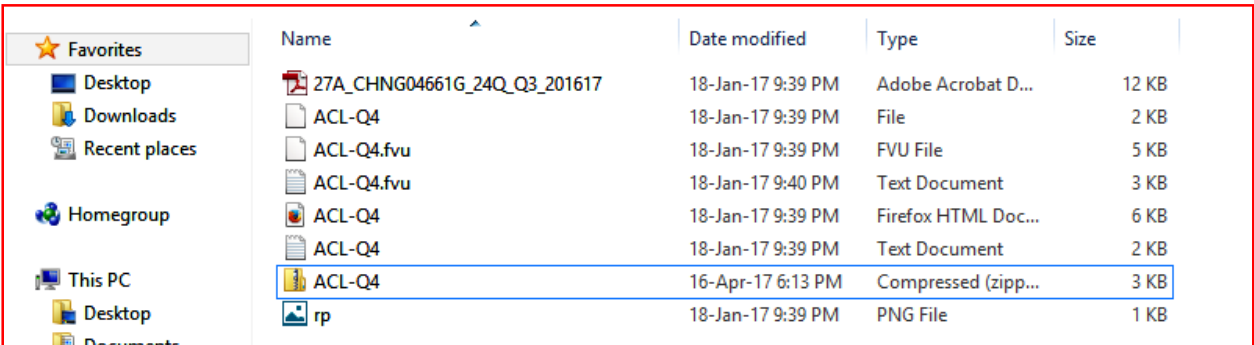 Favorites
Desktop
Downloads
Recent places
Homegroup
This PC
Desktop
Documents
Name Date modified Type Size
27A_CHNG04661G_24Q_Q3_201617 18-Jan-17 9:39 PM Adobe Acrobat D... 12 KB
ACL-Q4 18-Jan-17 9:39 PM File 2 KB
ACL-Q4.fvu 18-Jan-17 9:39 PM FVU File 5 KB
ACL-Q4.fvu 18-Jan-17 9:40 PM Text Document 3 KB
ACL-Q4 18-Jan-17 9:39 PM Firefox HTML Doc... 6 KB
ACL-Q4 18-Jan-17 9:39 PM Text Document 2 KB
ACL-Q4 16-Apr-17 6:13 PM Compressed (zipp... 3 KB
rp 18-Jan-17 9:39 PM PNG File 1 KB